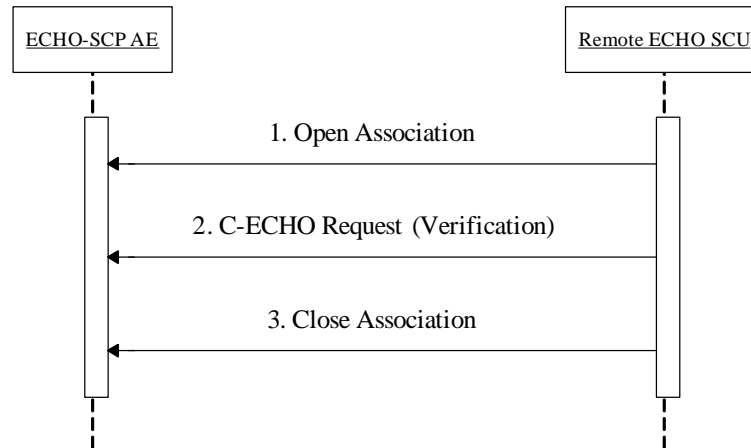 ECHO-SCP AE
Remote ECHO SCU
1. Open Association
2. C-ECHO Request (Verification)
3. Close Association